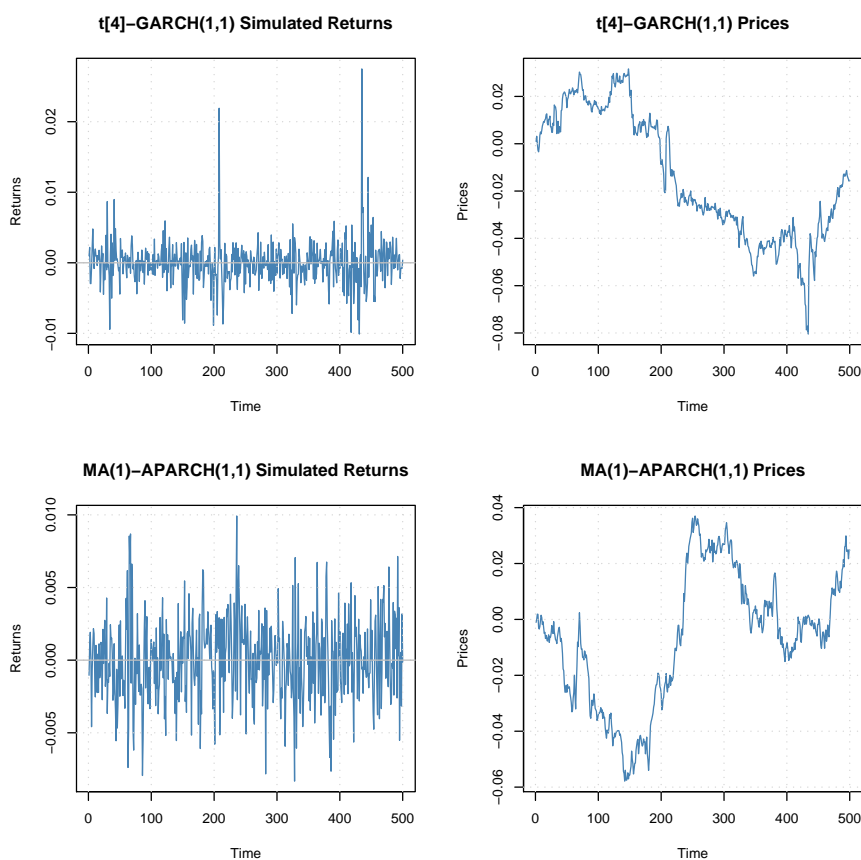 t[4]−GARCH(1,1) Simulated Returns
Returns
0.02
0.01
0.00
−0.01
0 100 200 300 400 500
Time
t[4]−GARCH(1,1) Prices
Prices
0.02
0.00
−0.02
−0.04
−0.06
−0.08
0 100 200 300 400 500
Time
MA(1)−APARCH(1,1) Simulated Returns
Returns
0.010
0.005
0.000
−0.005
0 100 200 300 400 500
Time
MA(1)−APARCH(1,1) Prices
Prices
0.04
0.02
0.00
−0.02
−0.04
−0.06
0 100 200 300 400 500
Time